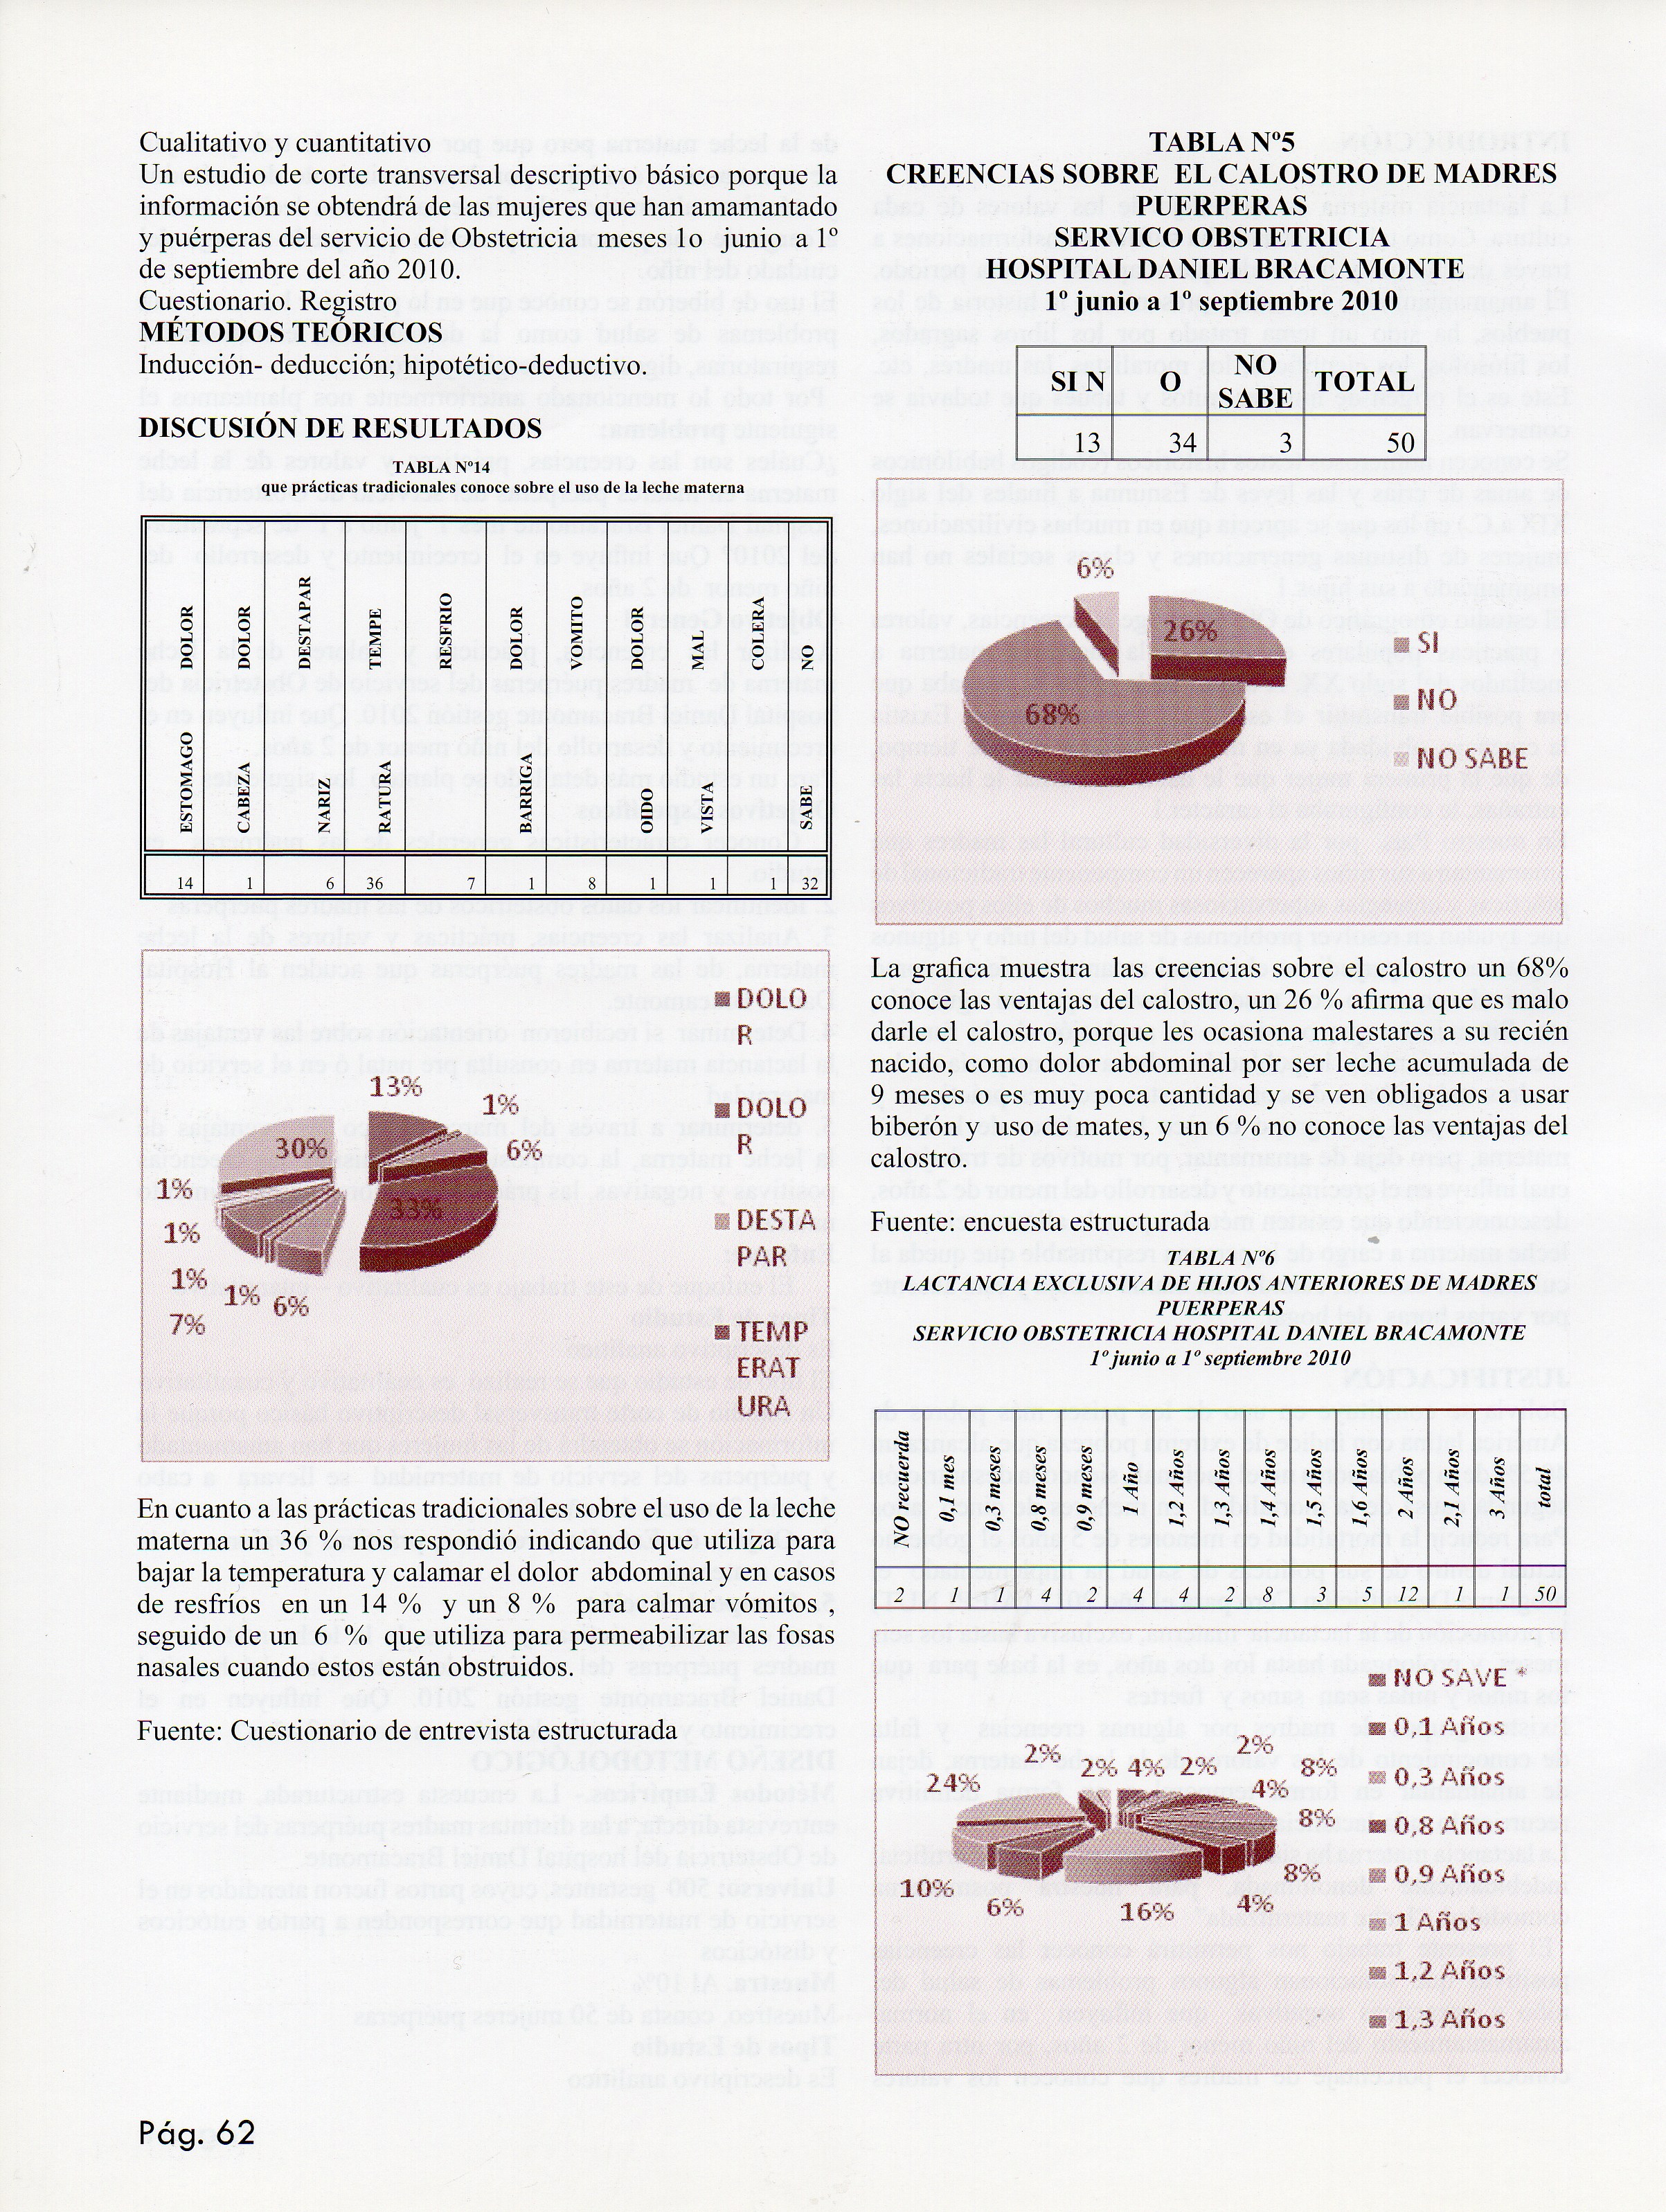 Cualitativo y cuantitativo
Un estudio de corte transversal descriptivo básico porque la
información se obtendrá de las mujeres que han amamantado
y puérperas del servicio de Obstetricia meses 1o junio a 1º
de septiembre del año 2010.
Cuestionario. Registro
MÉTODOS TEÓRICOS
Inducción- deducción; hipotético-deductivo.
DISCUSIÓN DE RESULTADOS
TABLA Nº14
que prácticas tradicionales conoce sobre el uso de la leche materna
DOLOR ESTOMAGO
DOLOR CABEZA
DESTAPAR NARIZ
TEMPE RATURA
RESFRIO
DOLOR BARRIGA
VOMITO
DOLOR OIDO
MAL VISTA
COLERA
NO SABE
14 1 6 36 7 1 8 1 1 1 32
13%
1%
6%
33%
30%
1%
1%
1%
1%
6%
7%
DOLO
R
DOLO
R
DESTA
PAR
TEMP
ERAT
URA
En cuanto a las prácticas tradicionales sobre el uso de la leche
materna un 36 % nos respondió indicando que utiliza para
bajar la temperatura y calamar el dolor abdominal y en casos
de resfríos en un 14 % y un 8 % para calmar vómitos ,
seguido de un 6 % que utiliza para permeabilizar las fosas
nasales cuando estos están obstruidos.
Fuente: Cuestionario de entrevista estructurada
TABLA Nº5
CREENCIAS SOBRE EL CALOSTRO DE MADRES
PUERPERAS
SERVICO OBSTETRICIA
HOSPITAL DANIEL BRACAMONTE
1º junio a 1º septiembre 2010
SI N O NO SABE TOTAL
13 34 3 50
6%
26%
68%
SI
NO
NO SABE
La grafica muestra las creencias sobre el calostro un 68%
conoce las ventajas del calostro, un 26 % afirma que es malo
darle el calostro, porque les ocasiona malestares a su recién
nacido, como dolor abdominal por ser leche acumulada de
9 meses o es muy poca cantidad y se ven obligados a usar
biberón y uso de mates, y un 6 % no conoce las ventajas del
calostro.
Fuente: encuesta estructurada
TABLA Nº6
LACTANCIA EXCLUSIVA DE HIJOS ANTERIORES DE MADRES
PUERPERAS
SERVICIO OBSTETRICIA HOSPITAL DANIEL BRACAMONTE
1º junio a 1º septiembre 2010
NO recuerda
0,1 mes
0,3 meses
0,8 meses
0,9 meses
1 Año
1,2 Años
1,3 Años
1,4 Años
1,5 Años
1,6 Años
2 Años
2,1 Años
3 Años
total
2 1 1 4 2 4 4 2 8 3 5 12 1 1 50
2%
24%
2% 4% 2%
2%
8%
4%
8%
8%
4%
16%
6%
10%
NO SAVE
0,1 Años
0,3 Años
0,8 Años
0,9 Años
1 Años
1,2 Años
1,3 Años
Pág. 62